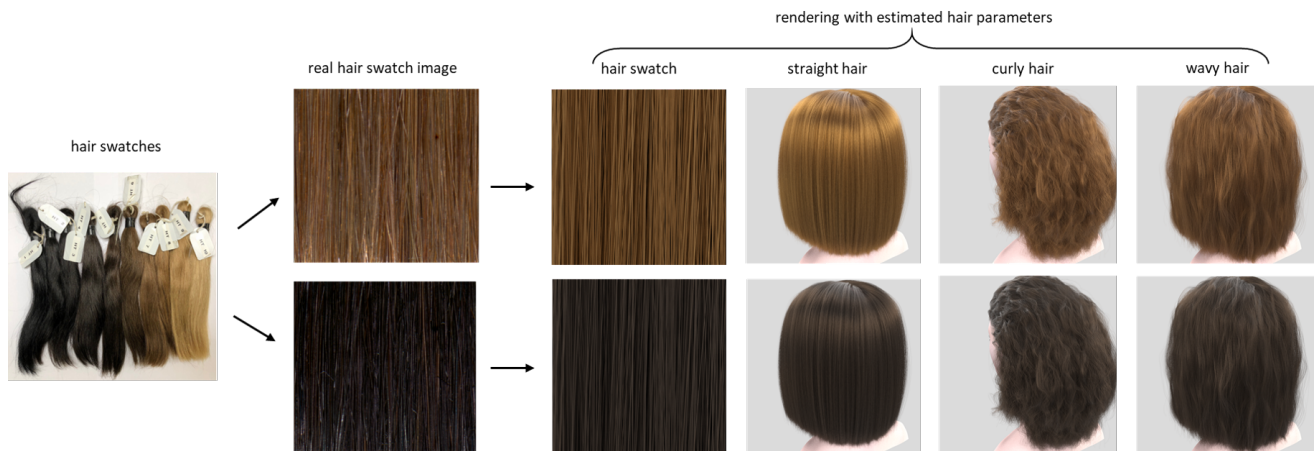 rendering with estimated hair parameters
real hair swatch image
hair swatch
straight hair
curly hair
wavy hair
hair swatches